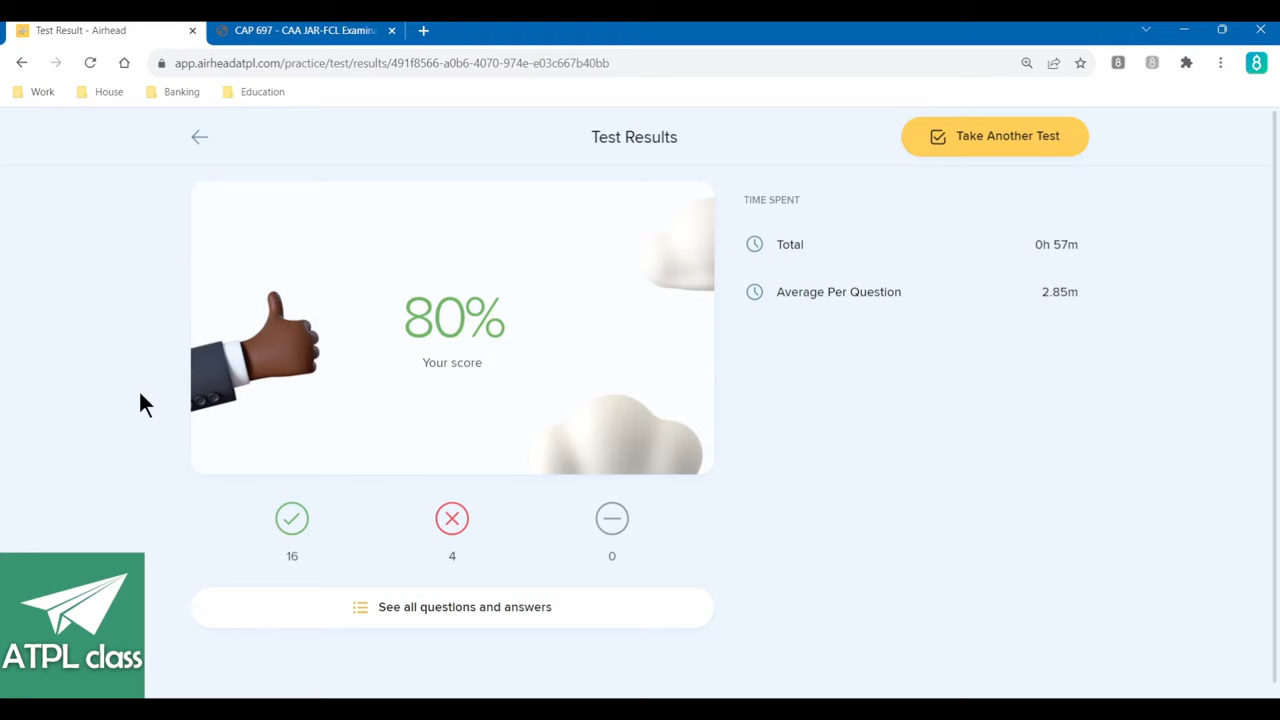 Test Result - Airhead
CAP 697 - CAA JAR-FCL Examina
app.airheadatpl.com/practice/test/results/491f8566-a0b6-4070-974e-e03c667b40bb
Work
House
Banking
Education
Test Results
Take Another Test
80%
Your score
TIME SPENT
Total
0h 57m
Average Per Question
2.85m
16
4
0
See all questions and answers
ATPL class